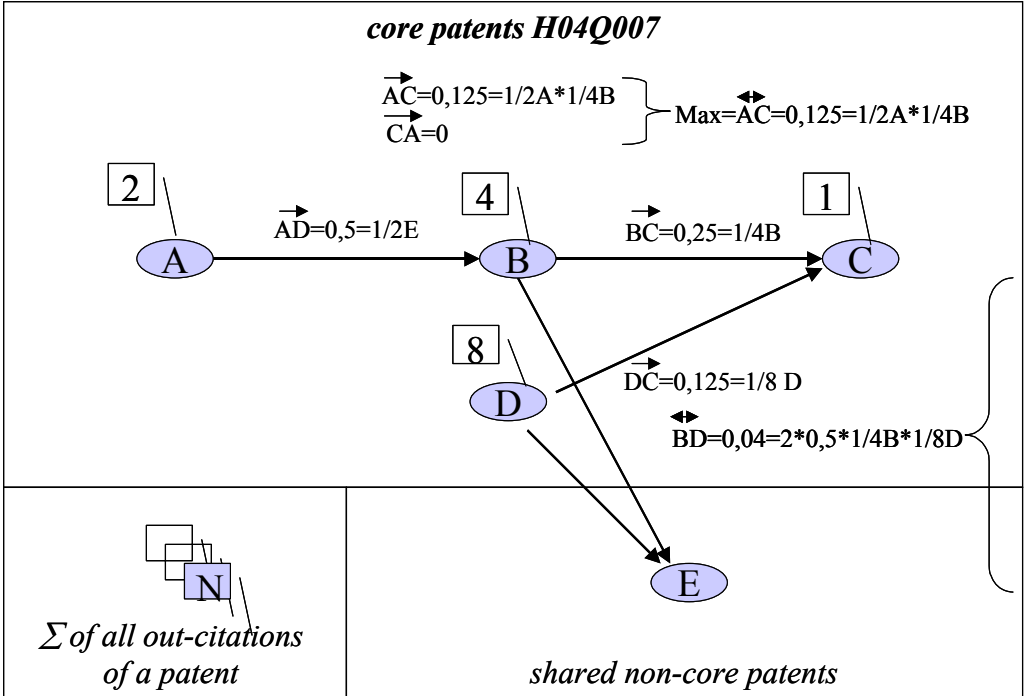 core patents H04Q007
AC=0,125=1/2A*1/4B
CA=0
Max=AC=0,125=1/2A*1/4B
2
4
1
AD=0,5=1/2E
BC=0,25=1/4B
A
B
C
8
D
DC=0,125=1/8 D
BD=0,04=2*0,5*1/4B*1/8D
N
E
Σ of all out-citations
of a patent
shared non-core patents